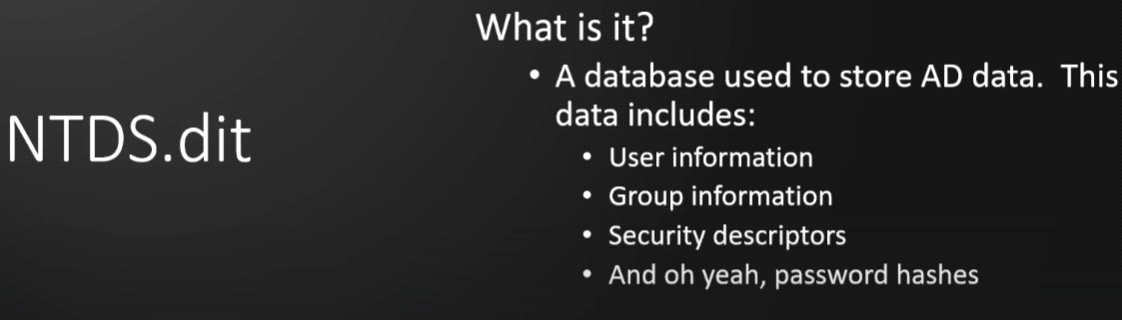 NTDS.dit
What is it?
• A database used to store AD data.  This
data includes:
• User information
• Group information
• Security descriptors
• And oh yeah, password hashes